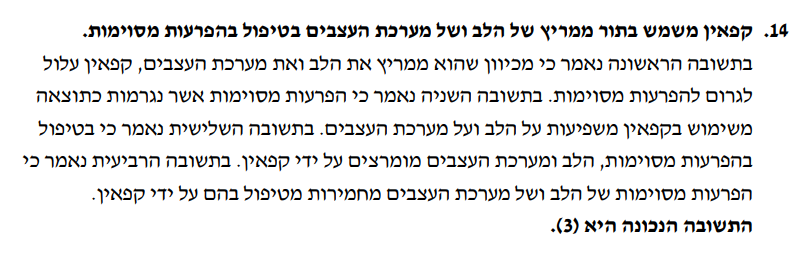 14. קפאין משמש בתור ממריץ של הלב ושל מערכת העצבים בטיפול בהפרעות מסוימות.
בתשובה הראשונה נאמר כי מכיוון שהוא ממריץ את הלב ואת מערכת העצבים, קפאין עלול
לגרום להפרעות מסוימות. בתשובה השניה נאמר כי הפרעות מסוימות אשר נגרמות כתוצאה
משימוש בקפאין משפיעות על הלב ועל מערכת העצבים. בתשובה השלישית נאמר כי בטיפול
בהפרעות מסוימות, הלב ומערכת העצבים מומרצים על ידי קפאין. בתשובה הרביעית נאמר כי
הפרעות מסוימות של הלב ושל מערכת העצבים מחמירות מטיפול בהם על ידי קפאין.
התשובה הנכונה היא (3).